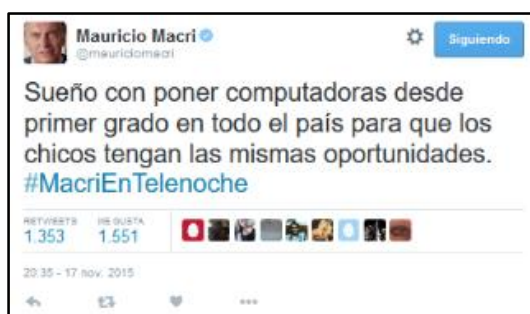 Mauricio Macri
@mauriciomacri
Siguiendo
Sueño con poner computadoras desde
primer grado en todo el país para que los
chicos tengan las mismas oportunidades.
#MacriEnTelenoche
RETWEETS ME GUSTA
1.353 1.551
20:35 - 17 nov. 2015